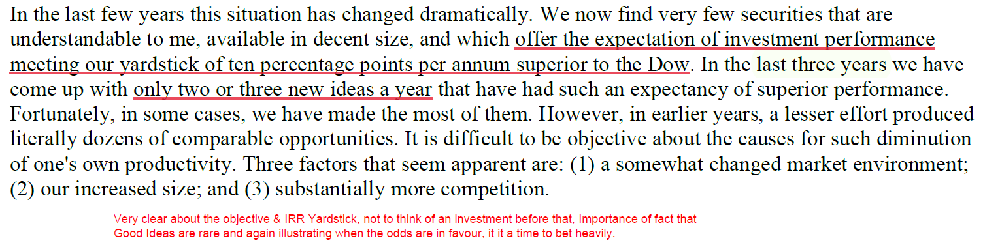 In the last few years this situation has changed dramatically. We now find very few securities that are
understandable to me, available in decent size, and which offer the expectation of investment performance
meeting our yardstick of ten percentage points per annum superior to the Dow. In the last three years we have
come up with only two or three new ideas a year that have had such an expectancy of superior performance.
Fortunately, in some cases, we have made the most of them. However, in earlier years, a lesser effort produced
literally dozens of comparable opportunities. It is difficult to be objective about the causes for such diminution
of one's own productivity. Three factors that seem apparent are: (1) a somewhat changed market environment;
(2) our increased size; and (3) substantially more competition.
Very clear about the objective & IRR Yardstick, not to think of an investment before that, Importance of fact that
Good Ideas are rare and again illustrating when the odds are in favour, it it a time to bet heavily.